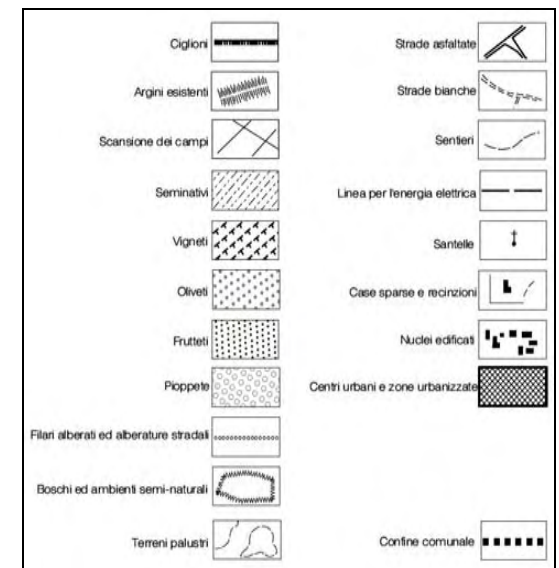 Ciglioni
Argini esistenti
Scansione dei campi
Seminativi
Vigneti
Oliveti
Frutteti
Pioppete
Filari alberati ed alberature stradali
Boschi ed ambienti semi-naturali
Terreni palustri
Strade asfaltate
Strade bianche
Sentieri
Linea per l'energia elettrica
Santelle
Case sparse e recinzioni
Nuclei edificati
Centri urbani e zone urbanizzate
Confine comunale